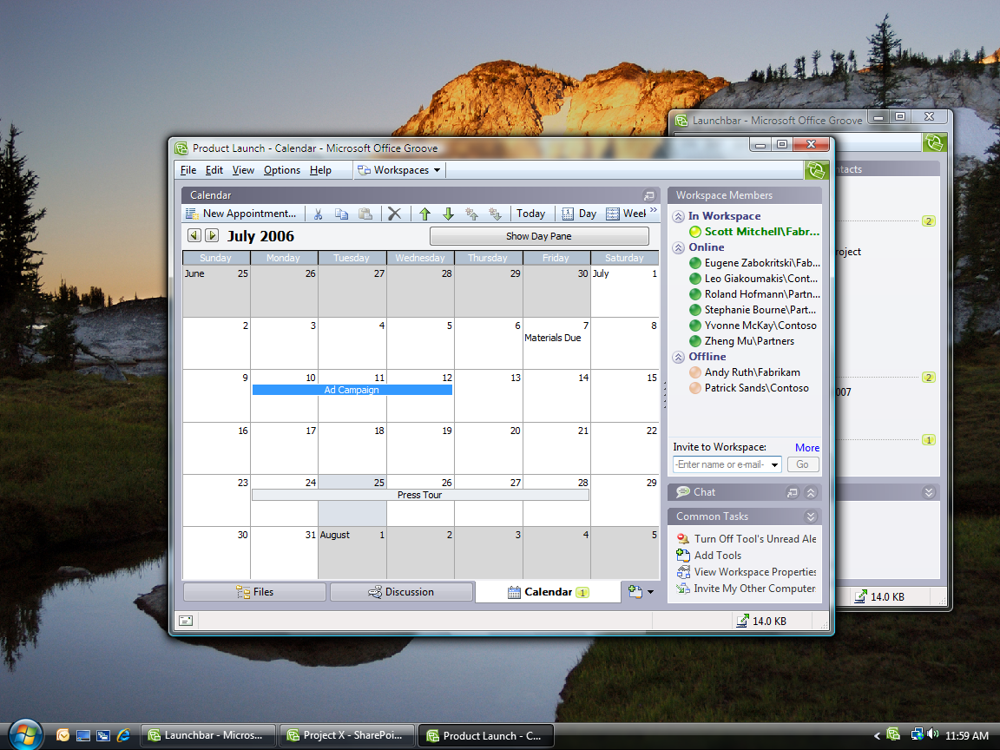 Launchbar - Microsoft Office Groove
Product Launch - Calendar - Microsoft Office Groove
File Edit View Options Help Workspaces
Calendar
New Appointment... Today Day Week
July 2006
Show Day Pane
Sunday Monday Tuesday Wednesday Thursday Friday Saturday
June 25 26 27 28 29 30 July 1
2 3 4 5 6 7 8
Materials Due
9 10 11 12 13 14 15
Ad Campaign
16 17 18 19 20 21 22
23 24 25 26 27 28 29
Press Tour
30 31 August 1 2 3 4 5
Files Discussion Calendar 1
14.0 KB
Workspace Members
In Workspace
Scott Mitchell\Fabr...
Online
Eugene Zabokritski\Fab...
Leo Giakoumakis\Cont...
Roland Hofmann\Partn...
Stephanie Bourne\Part...
Yvonne McKay\Contoso
Zheng Mu\Partners
Offline
Andy Ruth\Fabrikam
Patrick Sands\Contoso
Invite to Workspace: More
-Enter name or e-mail- Go
Chat
Common Tasks
Turn Off Tool's Unread Ale
Add Tools
View Workspace Properties
Invite My Other Computer
ntacts
2
roject
2
007
1
14.0 KB
Launchbar - Micros... Project X - SharePoi... Product Launch - C... 11:59 AM